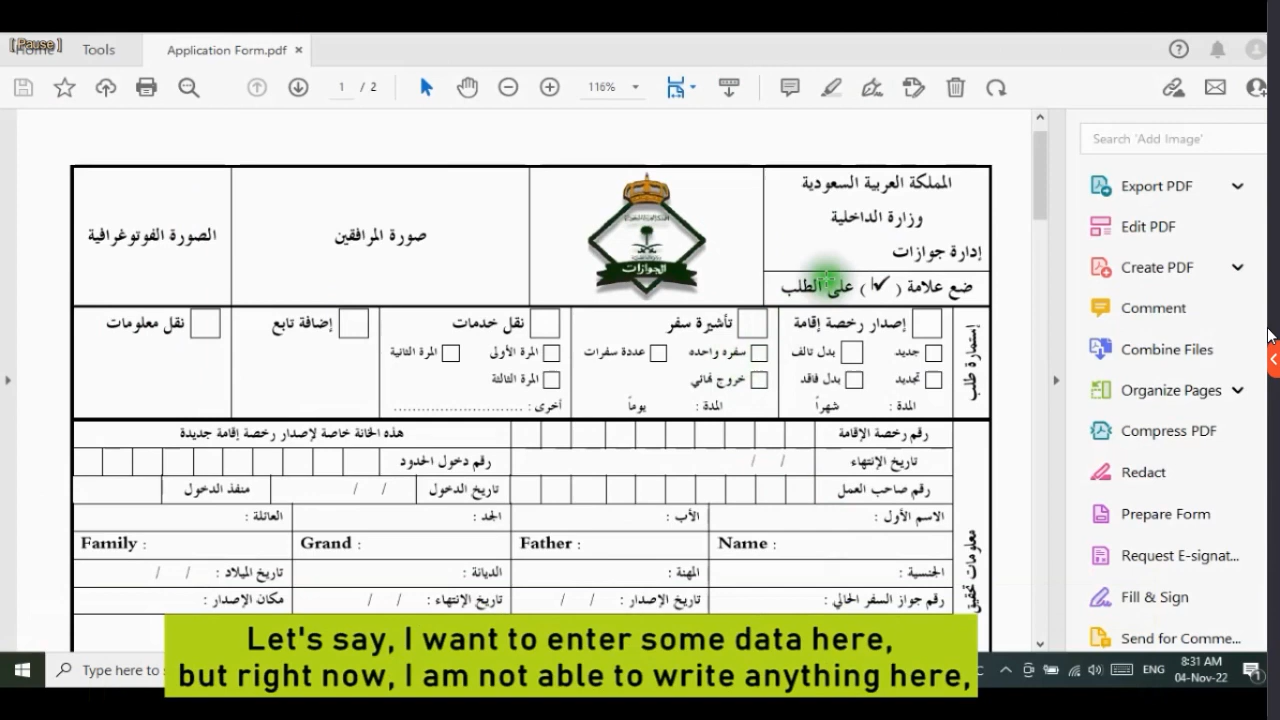 [ Pause ]
Home
Tools
Application Form.pdf ×
1 / 2
116%
Search 'Add Image'
Export PDF
Edit PDF
Create PDF
Comment
Combine Files
Organize Pages
Compress PDF
Redact
Prepare Form
Request E-signat...
Fill & Sign
Send for Comme...
المملكة العربية السعودية
وزارة الداخلية
إدارة جوازات
ضع علامة ( ✓ ) على الطلب
الجوازات
صورة المرافقين
الصورة الفوتوغرافية
إستمارة طلب
إصدار رخصة إقامة
تأشيرة سفر
نقل خدمات
إضافة تابع
نقل معلومات
جديد
بدل تالف
سفره واحده
عددة سفرات
المرة الأولى
المرة الثانية
تجديد
بدل فاقد
خروج نهائي
المرة الثالثة
المدة : شهراً
المدة : يوماً
أخرى : ............................
رقم رخصة الإقامة
هذه الخانة خاصة لإصدار رخصة إقامة جديدة
تاريخ الإنتهاء / /
رقم دخول الحدود
رقم صاحب العمل
تاريخ الدخول / /
منفذ الدخول
الاسم الأول :
الأب :
الجد :
العائلة :
Family :
Grand :
Father :
Name :
الجنسية :
المهنة :
الديانة :
تاريخ الميلاد : / /
رقم جواز السفر الحالي :
تاريخ الإصدار : / /
تاريخ الإنتهاء : / /
مكان الإصدار :
Let's say, I want to enter some data here,
but right now, I am not able to write anything here,
Type here to
ENG
8:31 AM
04-Nov-22